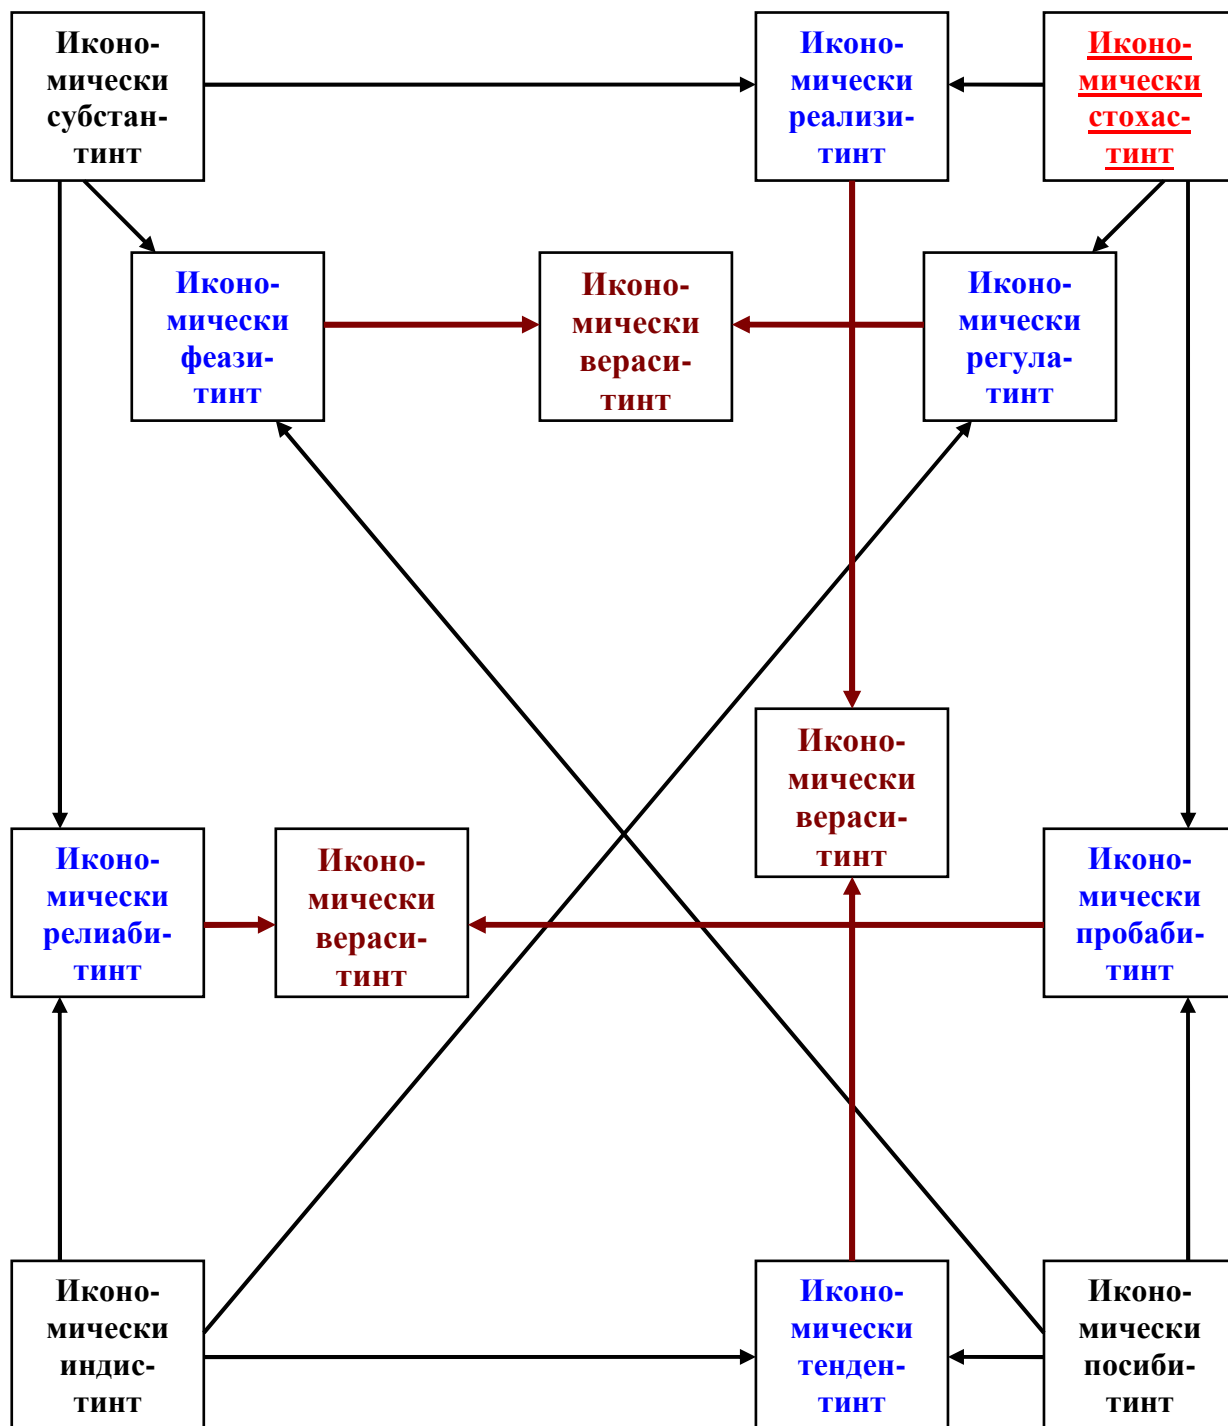 Иконо-
мически
субстан-
тинт
Иконо-
мически
реализи-
тинт
Иконо-
мически
стохас-
тинт
Иконо-
мически
феази-
тинт
Иконо-
мически
вераси-
тинт
Иконо-
мически
регула-
тинт
Иконо-
мически
вераси-
тинт
Иконо-
мически
релиаби-
тинт
Иконо-
мически
вераси-
тинт
Иконо-
мически
пробаби-
тинт
Иконо-
мически
индис-
тинт
Иконо-
мически
тенден-
тинт
Иконо-
мически
посиби-
тинт